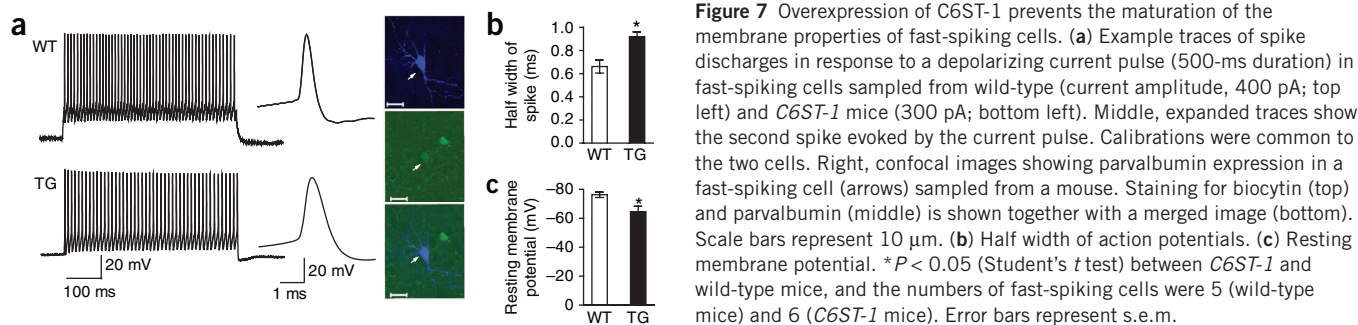 a
WT
TG
20 mV
100 ms
20 mV
1 ms
b
Half width of
spike (ms)
1.0
0.8
0.6
0.4
0.2
0.0
*
WT TG
c
Resting membrane
potential (mV)
–80
–60
–40
–20
0
*
WT TG
Figure 7 Overexpression of C6ST-1 prevents the maturation of the
membrane properties of fast-spiking cells. (a) Example traces of spike
discharges in response to a depolarizing current pulse (500-ms duration) in
fast-spiking cells sampled from wild-type (current amplitude, 400 pA; top
left) and C6ST-1 mice (300 pA; bottom left). Middle, expanded traces show
the second spike evoked by the current pulse. Calibrations were common to
the two cells. Right, confocal images showing parvalbumin expression in a
fast-spiking cell (arrows) sampled from a mouse. Staining for biocytin (top)
and parvalbumin (middle) is shown together with a merged image (bottom).
Scale bars represent 10 μm. (b) Half width of action potentials. (c) Resting
membrane potential. *P < 0.05 (Student's t test) between C6ST-1 and
wild-type mice, and the numbers of fast-spiking cells were 5 (wild-type
mice) and 6 (C6ST-1 mice). Error bars represent s.e.m.